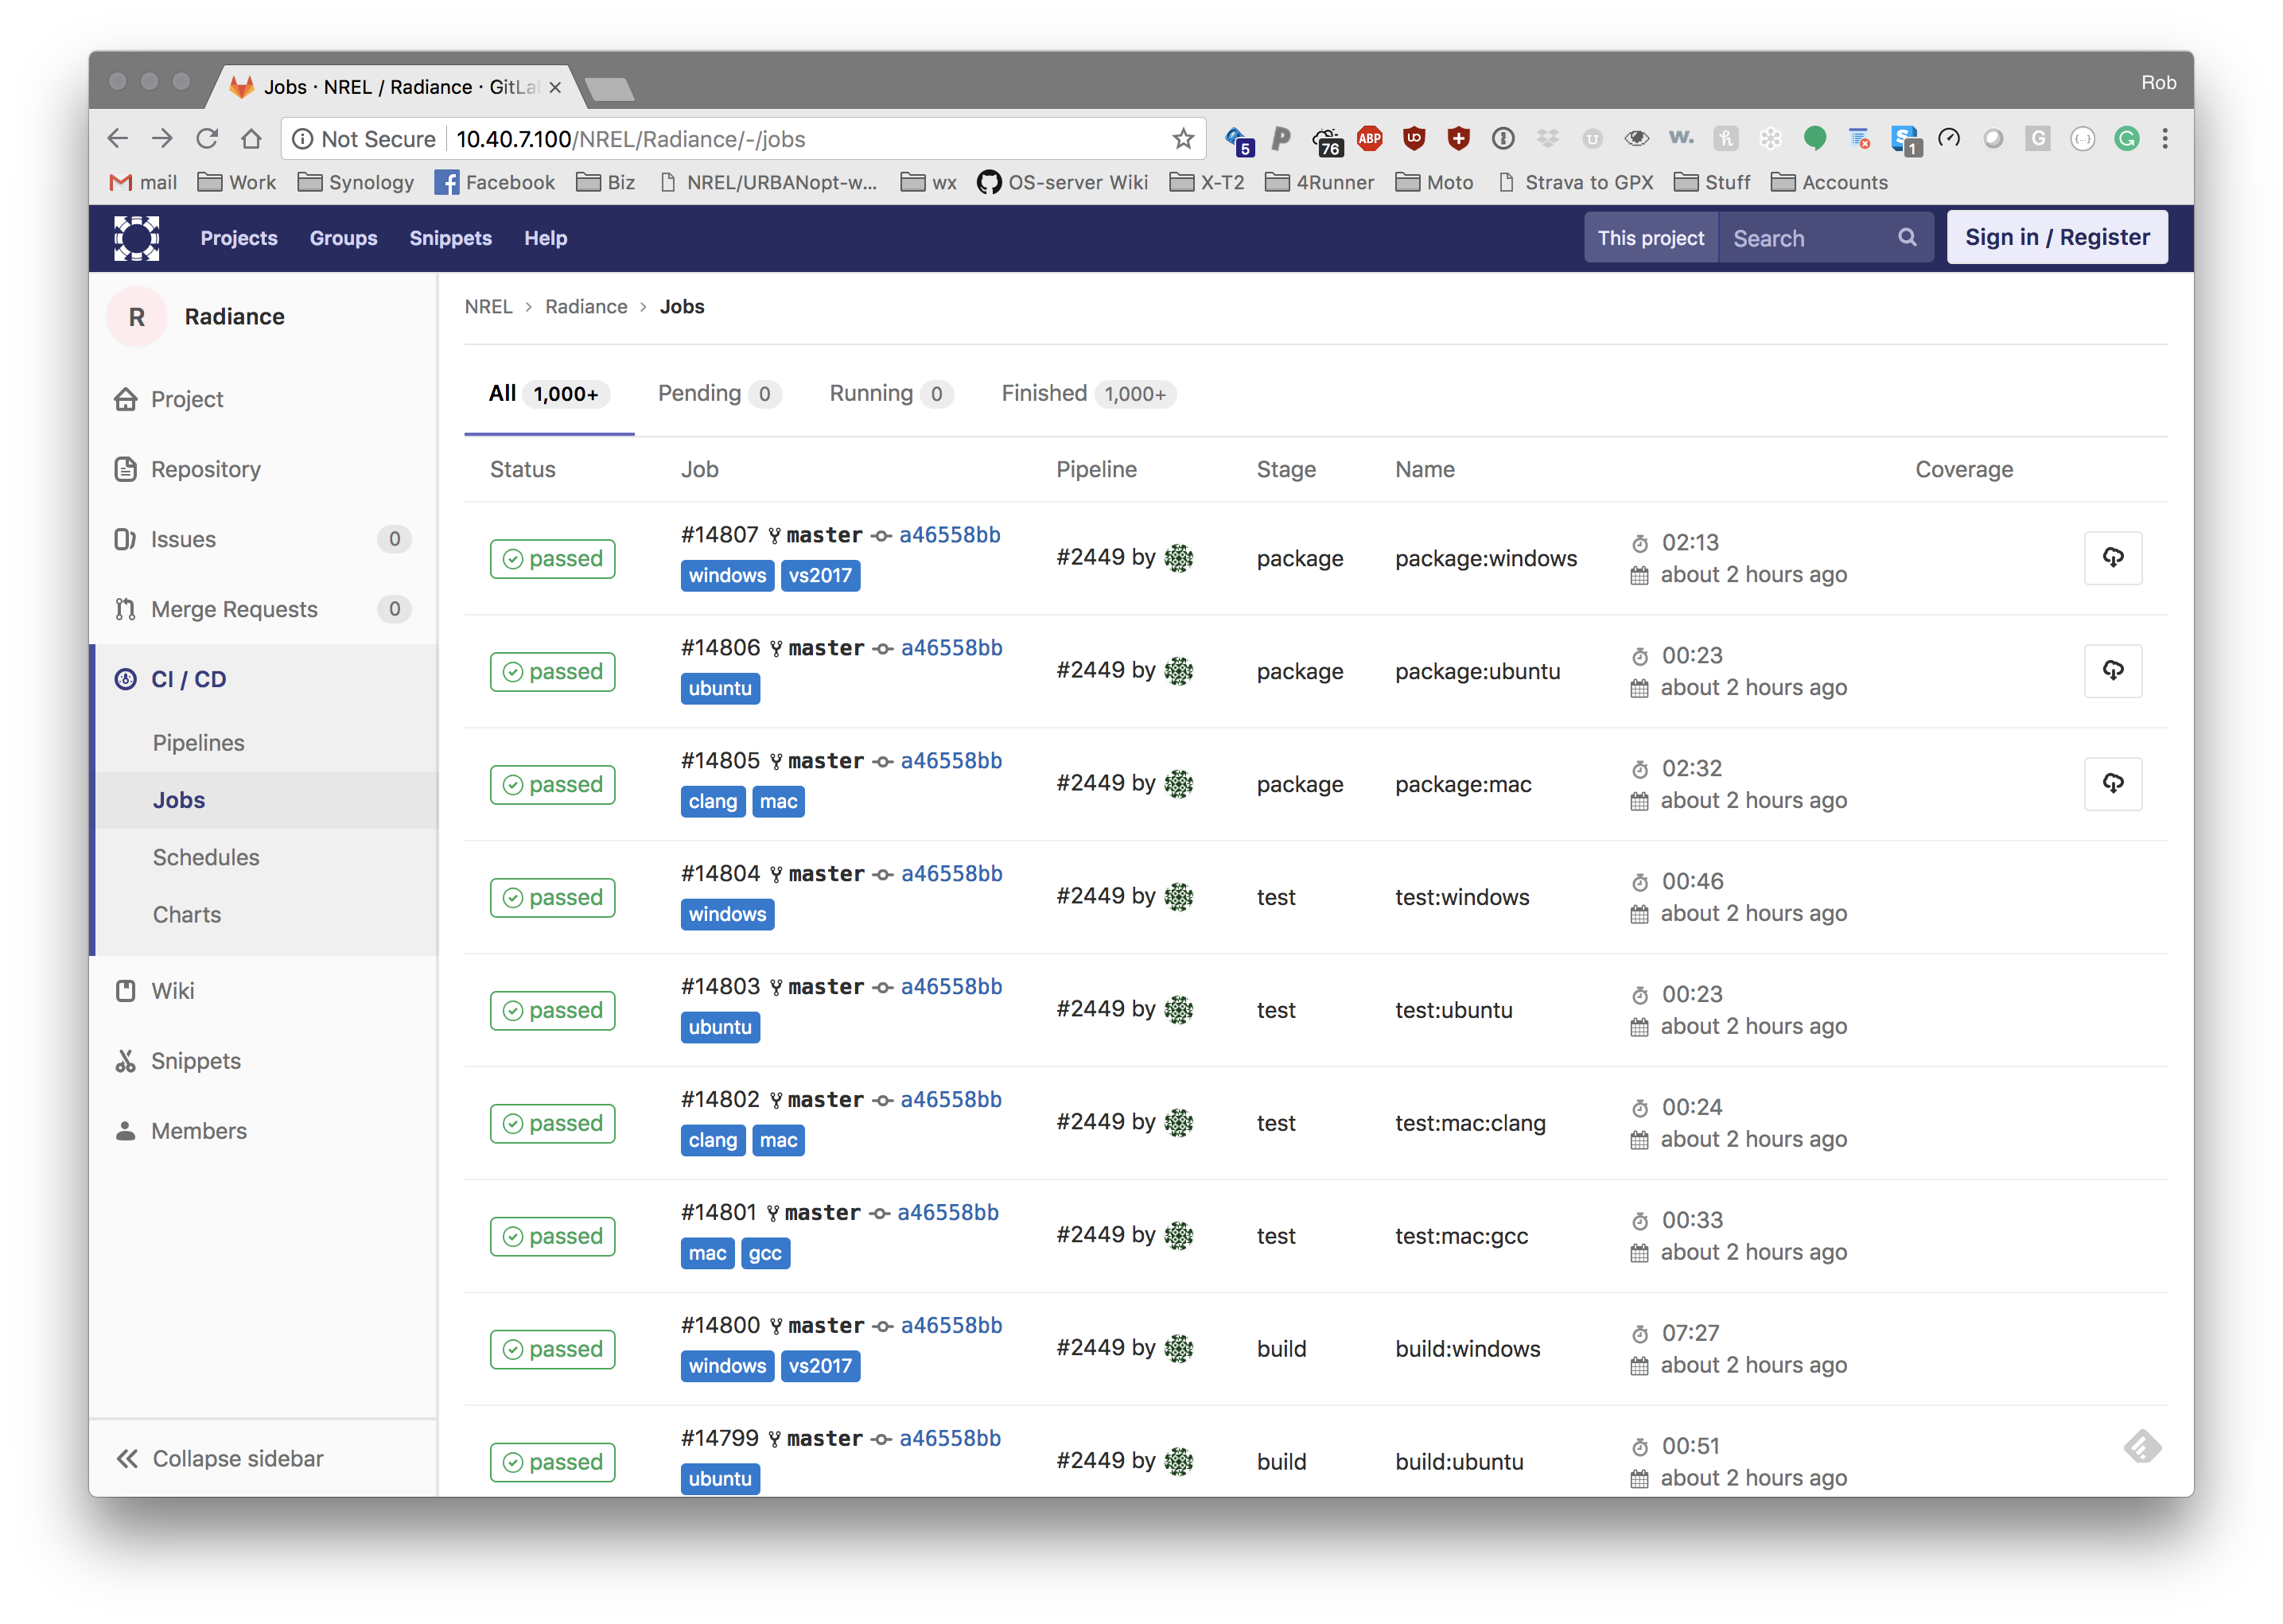 Jobs · NREL / Radiance · GitLa
Rob
Not Secure 10.40.7.100/NREL/Radiance/-/jobs
5 76 ABP 1
mail Work Synology Facebook Biz NREL/URBANopt-w... wx OS-server Wiki X-T2 4Runner Moto Strava to GPX Stuff Accounts
Projects Groups Snippets Help This project Search Sign in / Register
R Radiance
Project
Repository
Issues 0
Merge Requests 0
CI / CD
Pipelines
Jobs
Schedules
Charts
Wiki
Snippets
Members
Collapse sidebar
NREL > Radiance > Jobs
All 1,000+ Pending 0 Running 0 Finished 1,000+
Status Job Pipeline Stage Name Coverage
passed #14807 master a46558bb #2449 by package package:windows 02:13
windows vs2017 about 2 hours ago
passed #14806 master a46558bb #2449 by package package:ubuntu 00:23
ubuntu about 2 hours ago
passed #14805 master a46558bb #2449 by package package:mac 02:32
clang mac about 2 hours ago
passed #14804 master a46558bb #2449 by test test:windows 00:46
windows about 2 hours ago
passed #14803 master a46558bb #2449 by test test:ubuntu 00:23
ubuntu about 2 hours ago
passed #14802 master a46558bb #2449 by test test:mac:clang 00:24
clang mac about 2 hours ago
passed #14801 master a46558bb #2449 by test test:mac:gcc 00:33
mac gcc about 2 hours ago
passed #14800 master a46558bb #2449 by build build:windows 07:27
windows vs2017 about 2 hours ago
passed #14799 master a46558bb #2449 by build build:ubuntu 00:51
ubuntu about 2 hours ago